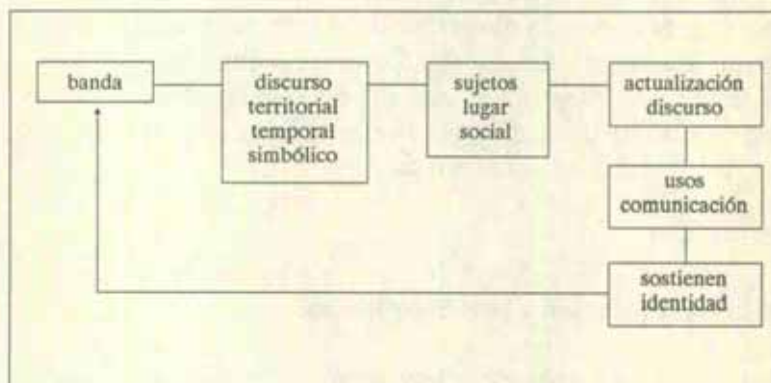 banda
discurso
territorial
temporal
simbólico
sujetos
lugar
social
actualización
discurso
usos
comunicación
sostienen
identidad